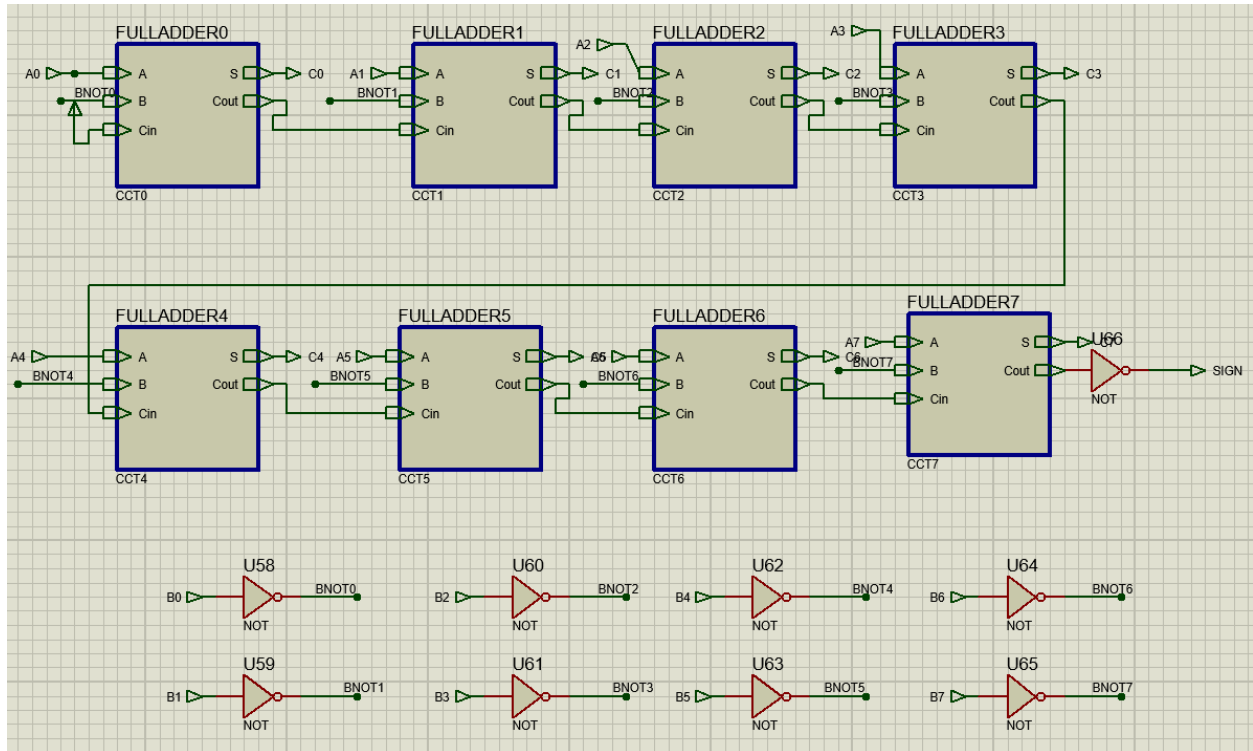 FULLADDER0
FULLADDER1
FULLADDER2
FULLADDER3
A0
A
S
C0
BNOT0
B
Cout
Cin
CCT0
A1
A
S
C1
BNOT1
B
Cout
Cin
CCT1
A2
A
S
C2
BNOT2
B
Cout
Cin
CCT2
A3
A
S
C3
BNOT3
B
Cout
Cin
CCT3
FULLADDER4
FULLADDER5
FULLADDER6
FULLADDER7
A4
A
S
C4
BNOT4
B
Cout
Cin
CCT4
A5
A
S
BNOT5
B
Cout
Cin
CCT5
A
S
C6
BNOT6
B
Cout
Cin
CCT6
A7
A
S
BNOT7
B
Cout
Cin
CCT7
U66
NOT
SIGN
U58
B0
BNOT0
NOT
U60
B2
BNOT2
NOT
U62
B4
BNOT4
NOT
U64
B6
BNOT6
NOT
U59
B1
BNOT1
NOT
U61
B3
BNOT3
NOT
U63
B5
BNOT5
NOT
U65
B7
BNOT7
NOT